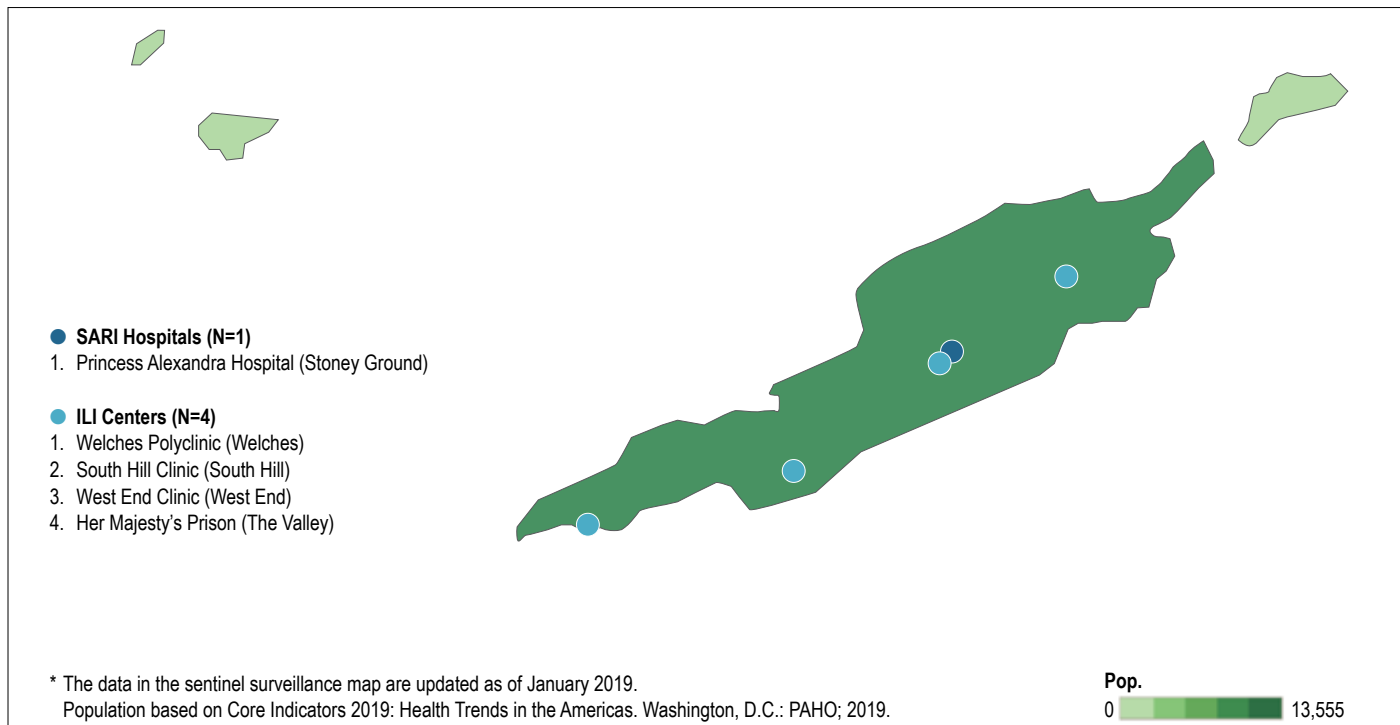 SARI Hospitals (N=1)
1. Princess Alexandra Hospital (Stoney Ground)
ILI Centers (N=4)
1. Welches Polyclinic (Welches)
2. South Hill Clinic (South Hill)
3. West End Clinic (West End)
4. Her Majesty’s Prison (The Valley)
* The data in the sentinel surveillance map are updated as of January 2019.
Population based on Core Indicators 2019: Health Trends in the Americas. Washington, D.C.: PAHO; 2019.
Pop.
0 13,555